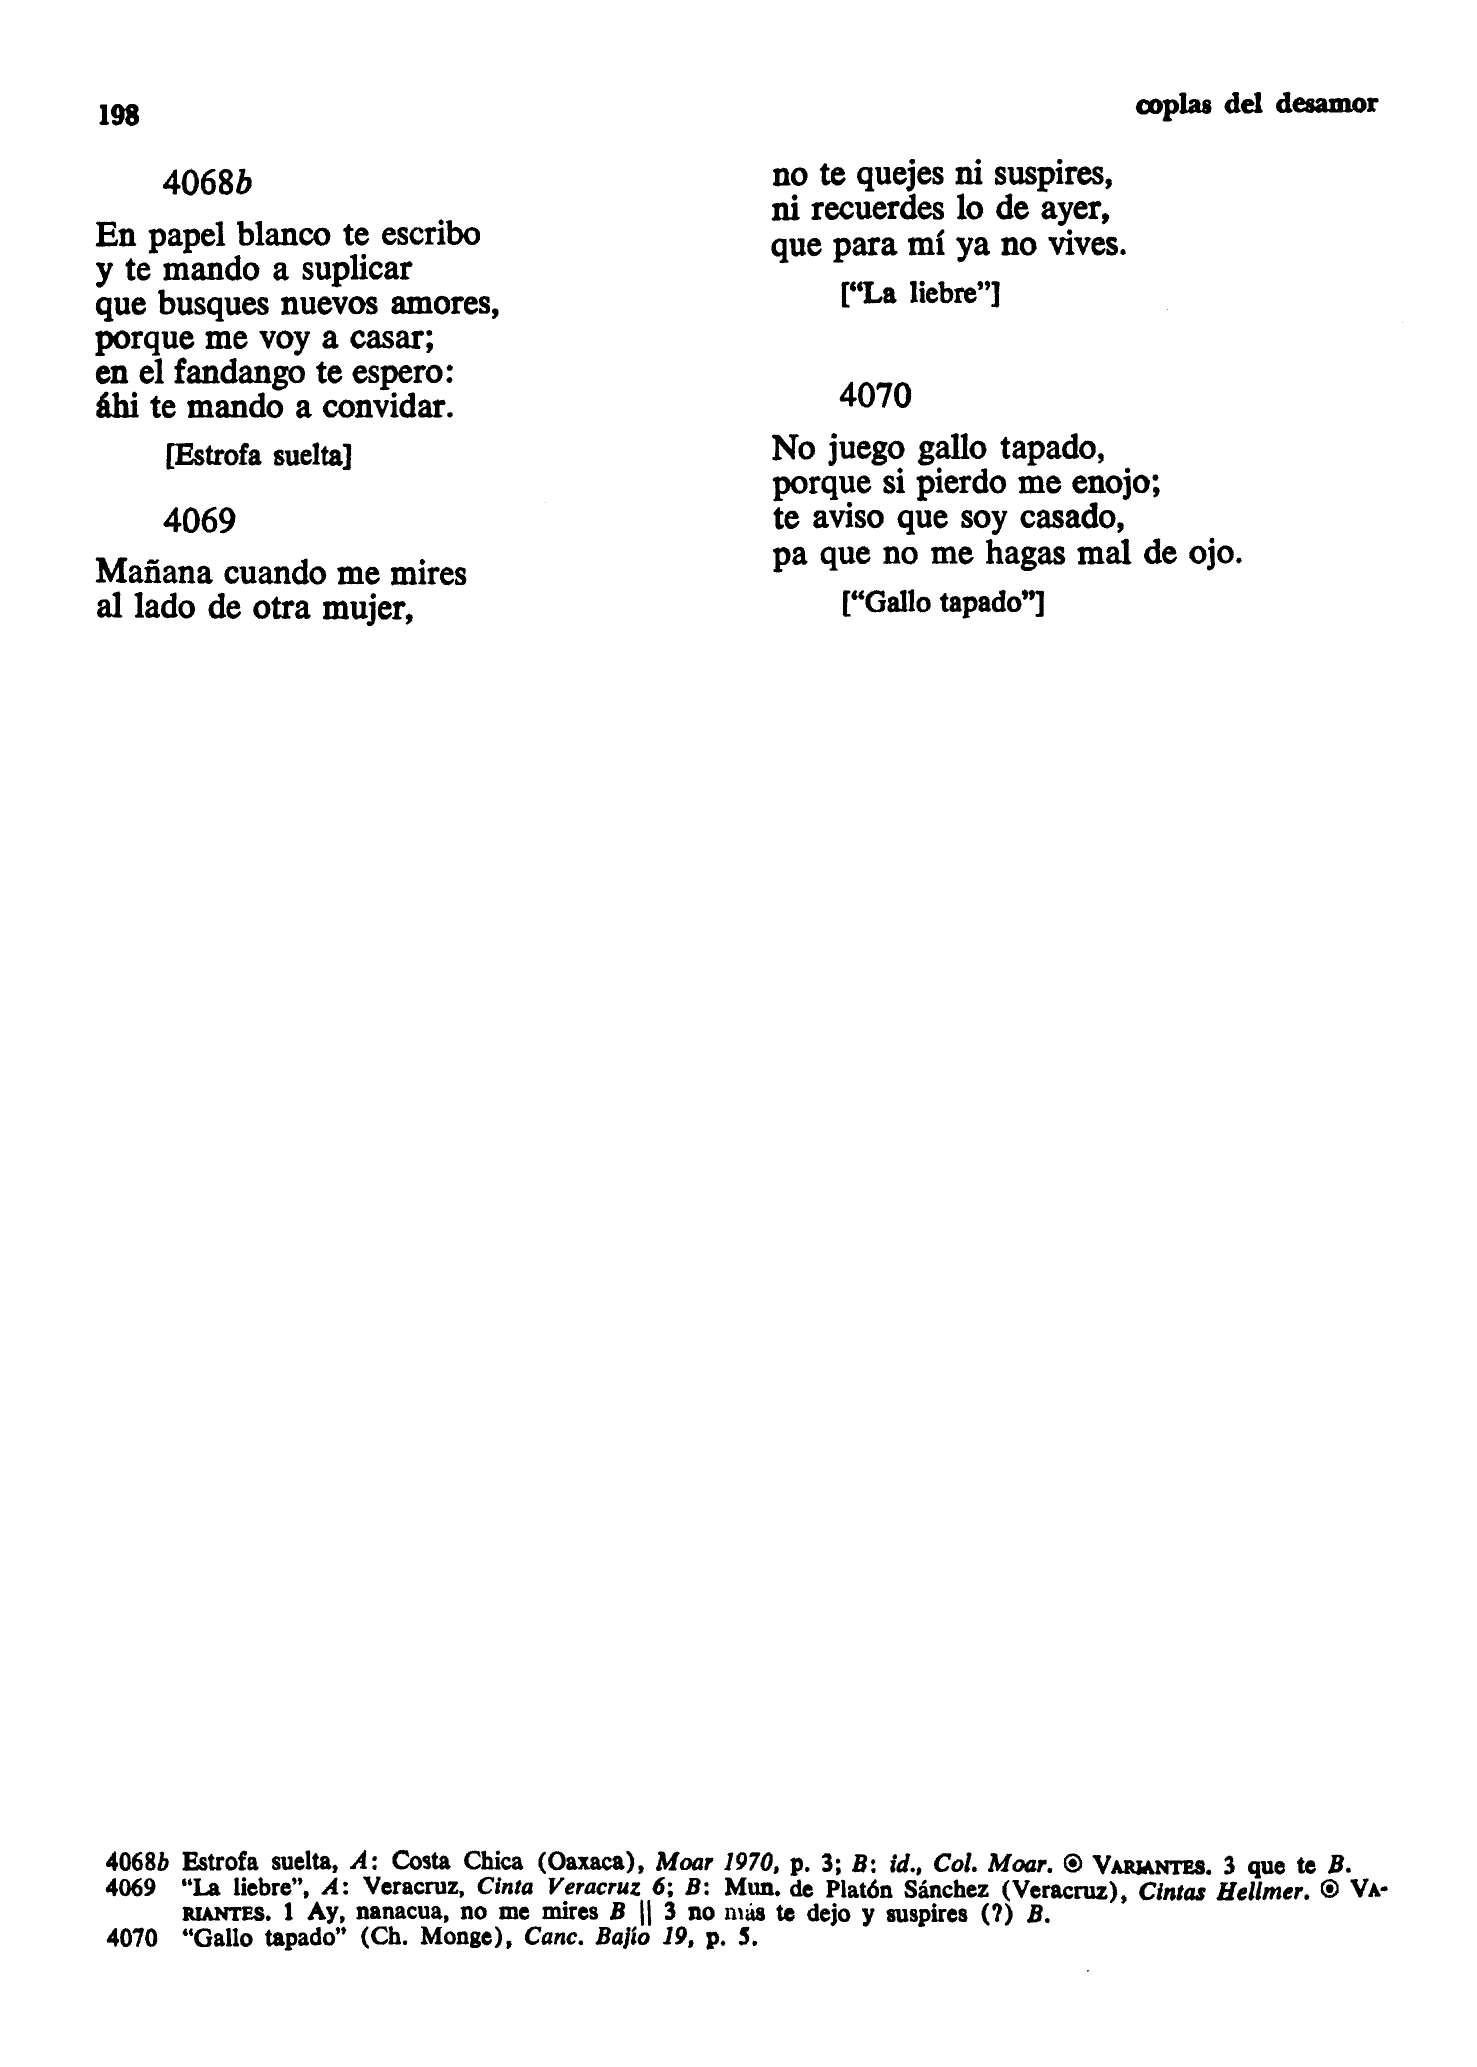 198
coplas del desamor
4068b
En papel blanco te escribo
y te mando a suplicar
que busques nuevos amores,
porque me voy a casar;
en el fandango te espero:
áhi te mando a convidar.
[Estrofa suelta]
4069
Mañana cuando me mires
al lado de otra mujer,
no te quejes ni suspires,
ni recuerdes lo de ayer,
que para mí ya no vives.
[“La liebre”]
4070
No juego gallo tapado,
porque si pierdo me enojo;
te aviso que soy casado,
pa que no me hagas mal de ojo.
[“Gallo tapado”]
4068b Estrofa suelta, A: Costa Chica (Oaxaca), Moar 1970, p. 3; B: id., Col. Moar. ⊙ VARIANTES. 3 que te B.
4069 “La liebre”, A: Veracruz, Cinta Veracruz 6; B: Mun. de Platón Sánchez (Veracruz), Cintas Hellmer. ⊙ VA-
RIANTES. 1 Ay, nanacua, no me mires B || 3 no más te dejo y suspires (?) B.
4070 “Gallo tapado” (Ch. Monge), Canc. Bajío 19, p. 5.